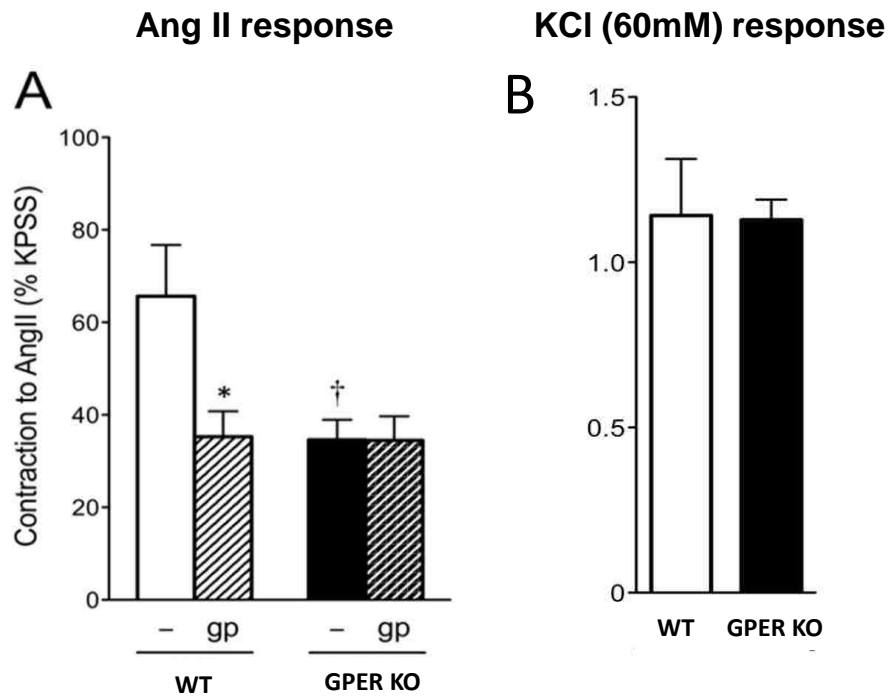 Ang II response
KCl (60mM) response
A
B
Contraction to AngII (% KPSS)
100
80
60
40
20
0
*
†
– gp – gp
WT GPER KO
1.5
1.0
0.5
0
WT GPER KO